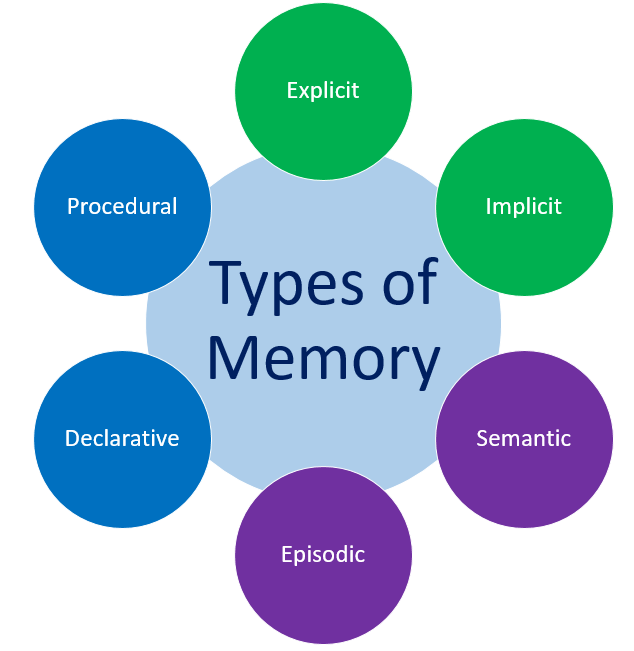 Explicit
Implicit
Semantic
Episodic
Declarative
Procedural
Types of
Memory